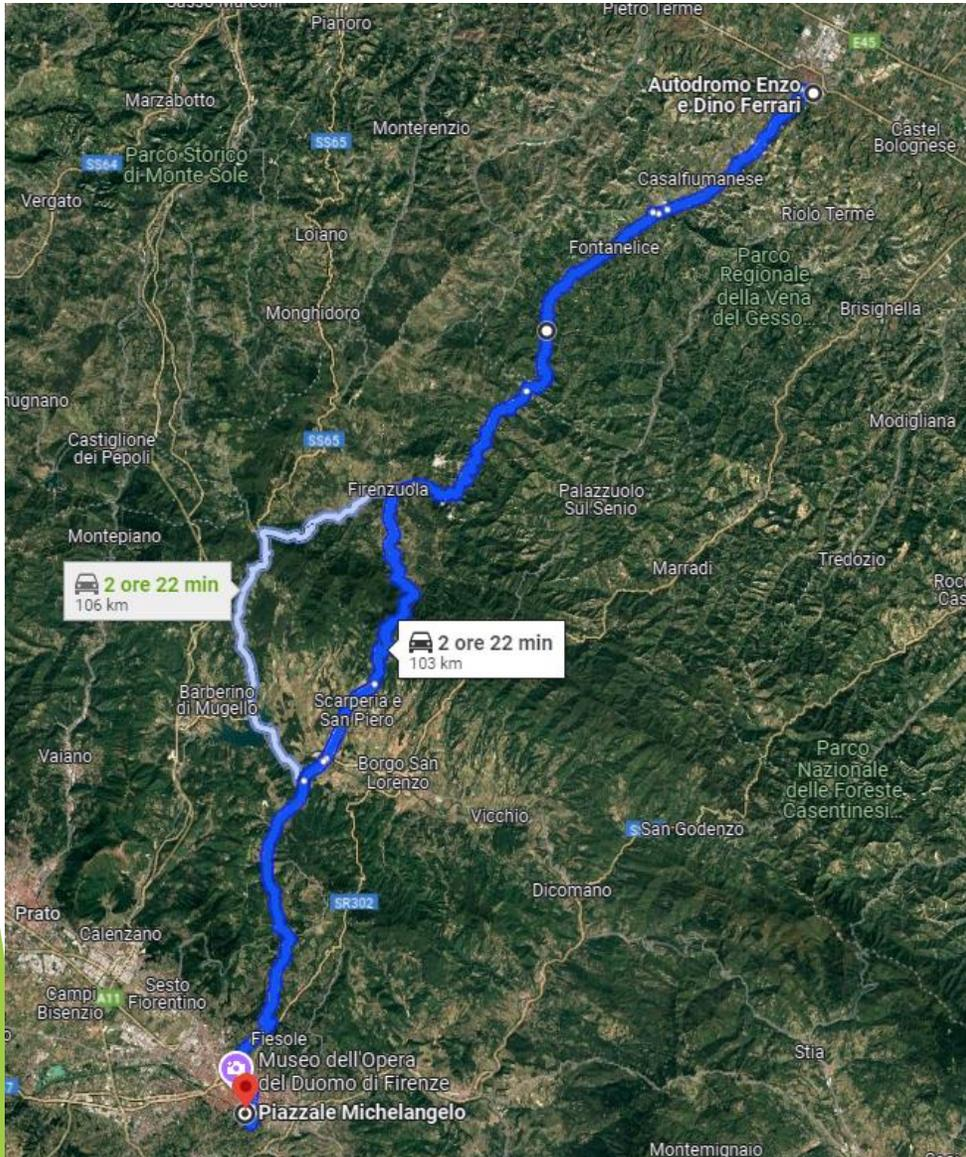 Pianoro
Pietro Terme
E45
Marzabotto
Autodromo Enzo
e Dino Ferrari
Monterenzio
SS65
Castel
Bolognese
SS64
Parco Storico
di Monte Sole
Casalfiumanese
Vergato
Riolo Terme
Loiano
Fontanelice
Parco
Regionale
della Vena
del Gesso...
Monghidoro
Brisighella
nugnano
Modigliana
Castiglione
dei Pepoli
SS65
Firenzuola
Palazzuolo
Sul Senio
Montepiano
Tredozio
Marradi
2 ore 22 min
106 km
Roc
Cas
2 ore 22 min
103 km
Barberino
di Mugello
Scarperia e
San Piero
Vaiano
Parco
Nazionale
delle Foreste
Casentinesi...
Borgo San
Lorenzo
Vicchio
San Godenzo
Dicomano
SR302
Prato
Calenzano
Sesto
Fiorentino
Campi
Bisenzio
A11
Fiesole
Stia
Museo dell'Opera
del Duomo di Firenze
7
Piazzale Michelangelo
Montemignaio